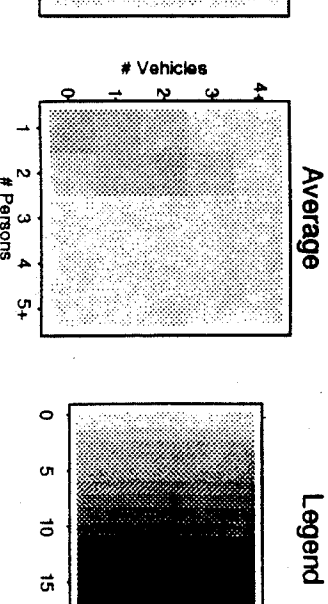 # Vehicles
0 1 2 3 4+
Average
1 2 3 4 5+
# Persons
Legend
0 5 10 15